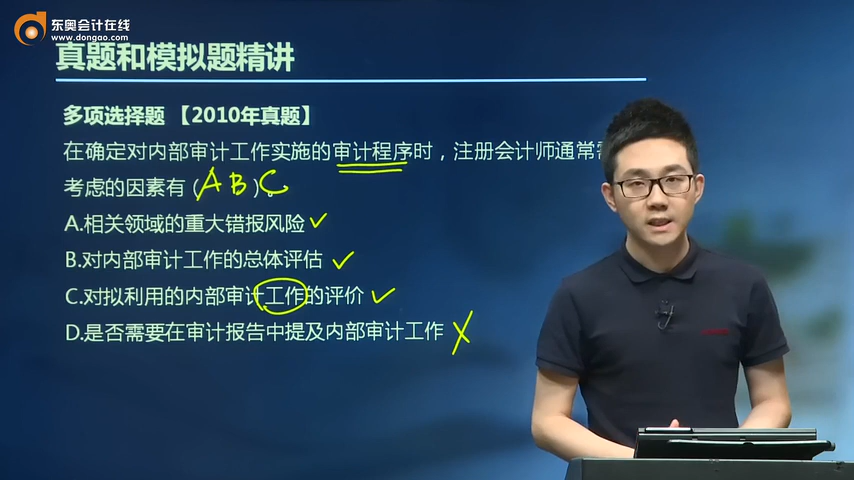 东奥会计在线
www.dongao.com
真题和模拟题精讲
多项选择题 【2010年真题】
在确定对内部审计工作实施的审计程序时，注册会计师通常
考虑的因素有（AB）C。
A.相关领域的重大错报风险 ✓
B.对内部审计工作的总体评估 ✓
C.对拟利用的内部审计工作的评价 ✓
D.是否需要在审计报告中提及内部审计工作 X